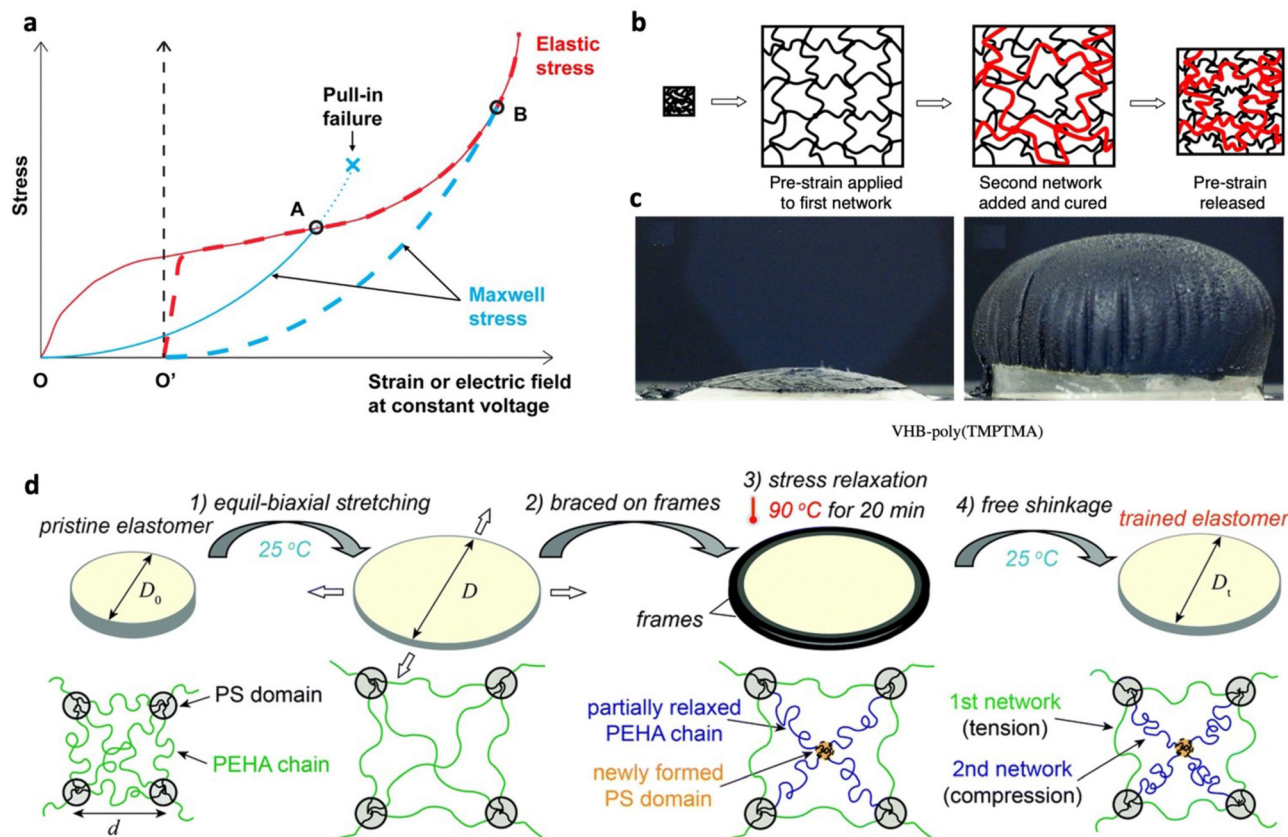 a
Stress
Elastic
stress
Pull-in
failure
A
B
Maxwell
stress
O
O'
Strain or electric field
at constant voltage
b
Pre-strain applied
to first network
Second network
added and cured
Pre-strain
released
c
VHB-poly(TMPTMA)
d
pristine elastomer
1) equil-biaxial stretching
25 °C
2) braced on frames
3) stress relaxation
90 °C for 20 min
4) free shinkage
25 °C
trained elastomer
D0
D
frames
Dt
PS domain
PEHA chain
d
partially relaxed
PEHA chain
newly formed
PS domain
1st network
(tension)
2nd network
(compression)